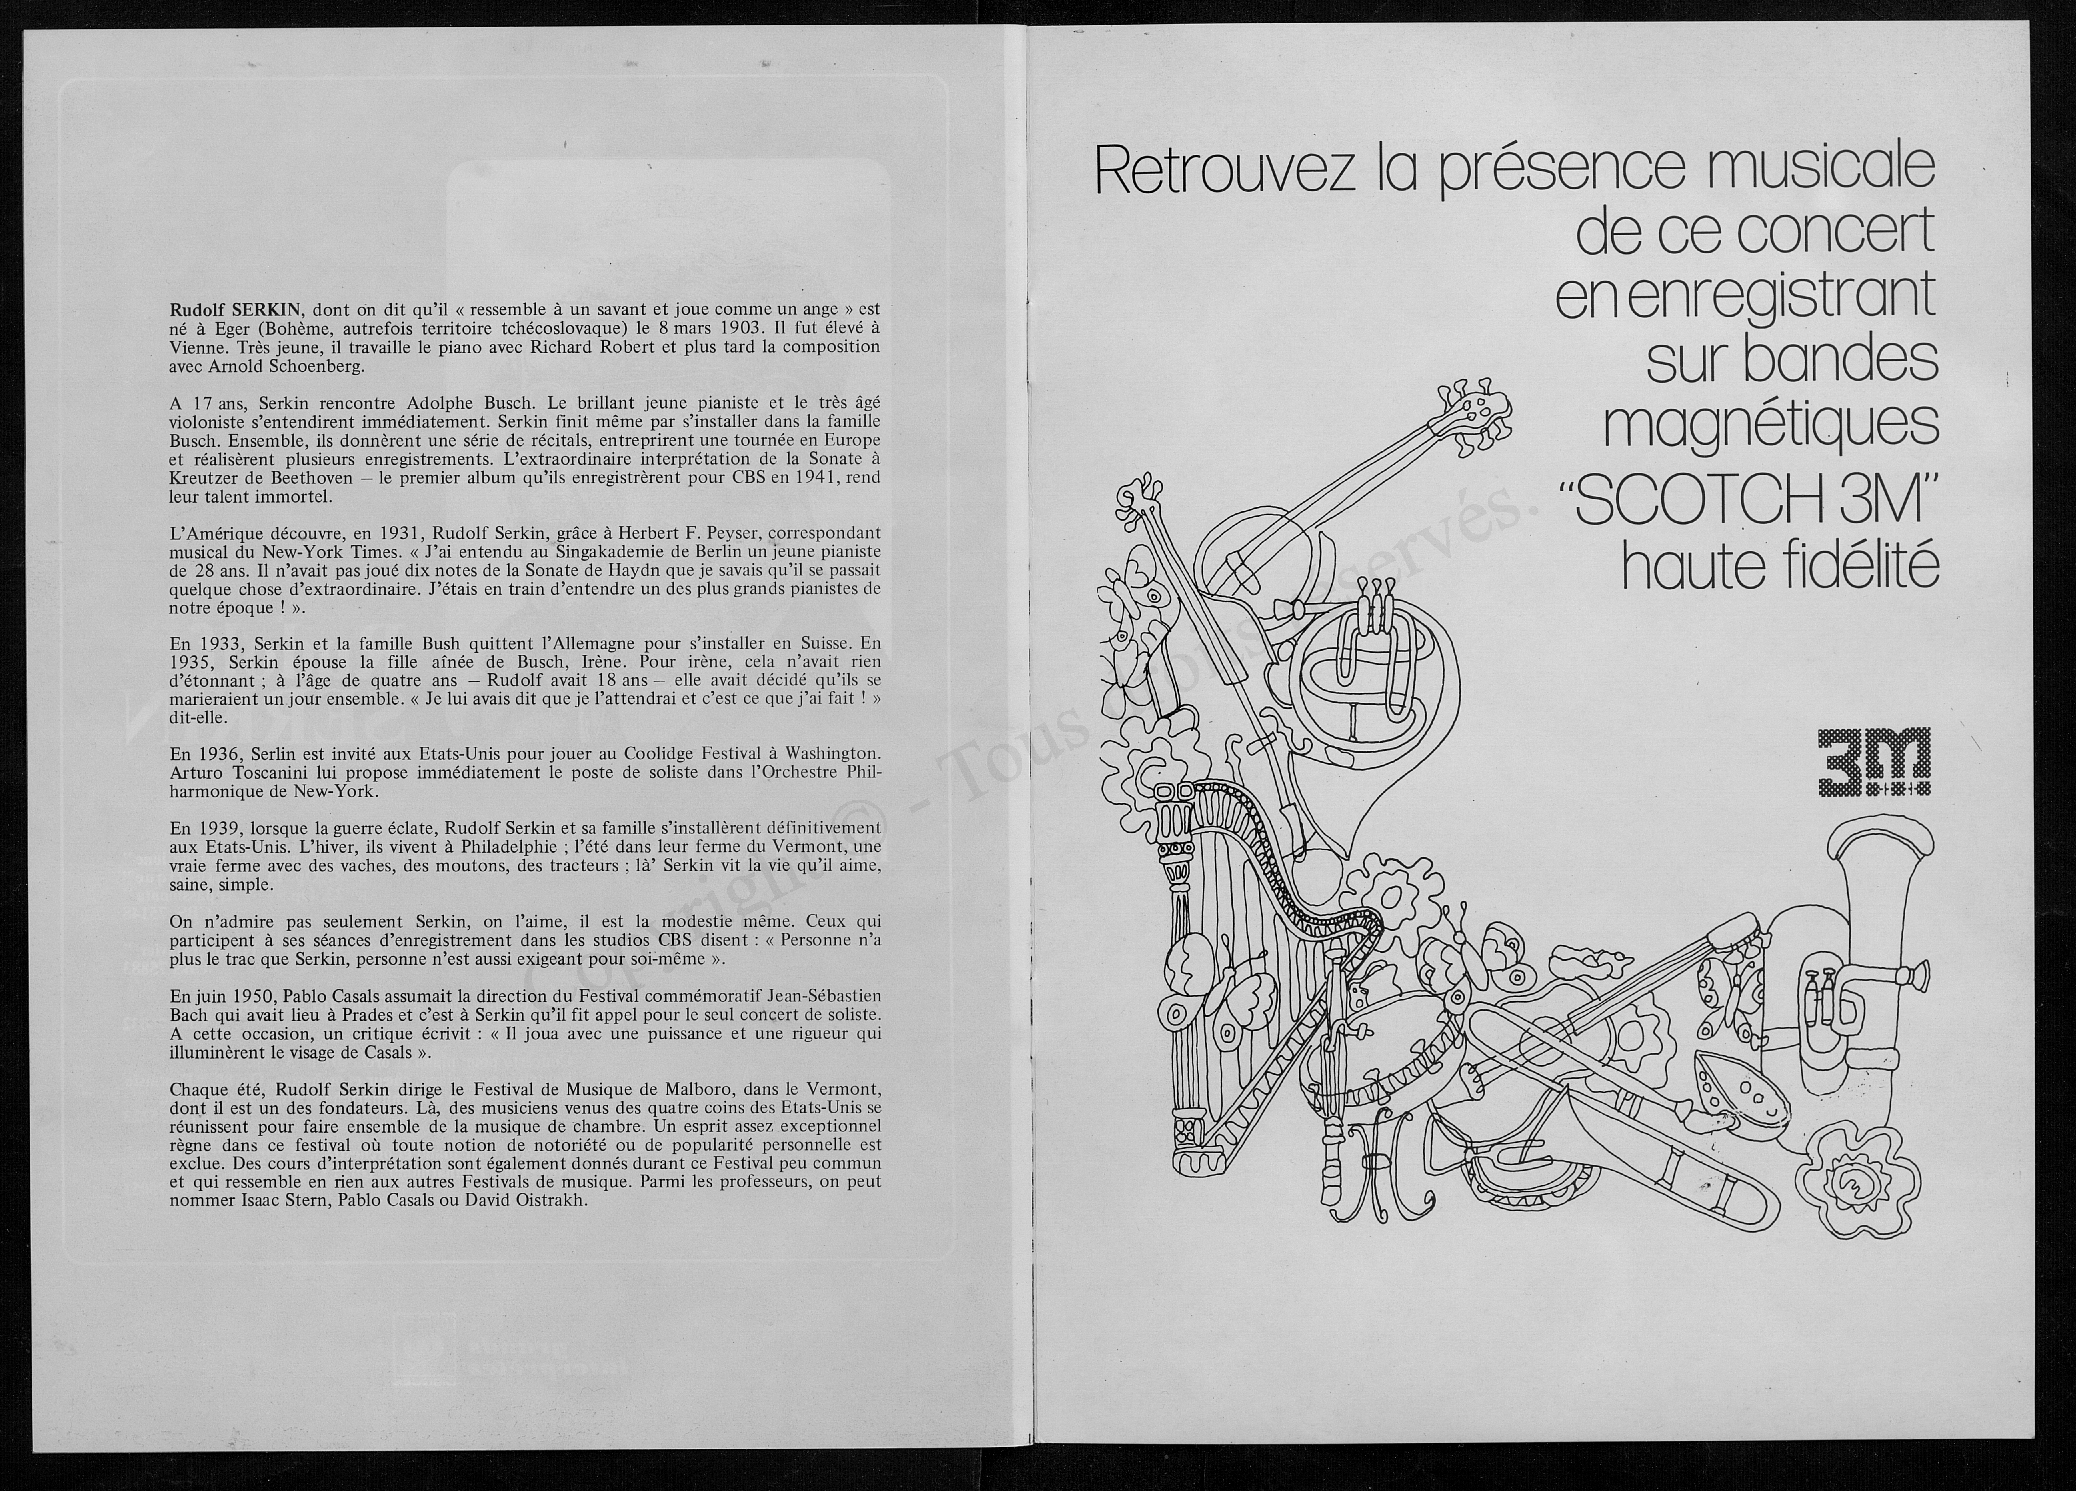 Rudolf SERKIN, dont on dit qu'il « ressemble à un savant et joue comme un ange » est
né à Eger (Bohème, autrefois territoire tchécoslovaque) le 8 mars 1903. Il fut élevé à
Vienne. Très jeune, il travaille le piano avec Richard Robert et plus tard la composition
avec Arnold Schoenberg.
A 17 ans, Serkin rencontre Adolphe Busch. Le brillant jeune pianiste et le très âgé
violoniste s'entendirent immédiatement. Serkin finit même par s'installer dans la famille
Busch. Ensemble, ils donnèrent une série de récitals, entreprirent une tournée en Europe
et réalisèrent plusieurs enregistrements. L'extraordinaire interprétation de la Sonate à
Kreutzer de Beethoven – le premier album qu'ils enregistrèrent pour CBS en 1941, rend
leur talent immortel.
L'Amérique découvre, en 1931, Rudolf Serkin, grâce à Herbert F. Peyser, correspondant
musical du New-York Times. « J'ai entendu au Singakademie de Berlin un jeune pianiste
de 28 ans. Il n'avait pas joué dix notes de la Sonate de Haydn que je savais qu'il se passait
quelque chose d'extraordinaire. J'étais en train d'entendre un des plus grands pianistes de
notre époque ! ».
En 1933, Serkin et la famille Bush quittent l'Allemagne pour s'installer en Suisse. En
1935, Serkin épouse la fille aînée de Busch, Irène. Pour irène, cela n'avait rien
d'étonnant ; à l'âge de quatre ans – Rudolf avait 18 ans – elle avait décidé qu'ils se
marieraient un jour ensemble. « Je lui avais dit que je l'attendrai et c'est ce que j'ai fait ! »
dit-elle.
En 1936, Serlin est invité aux Etats-Unis pour jouer au Coolidge Festival à Washington.
Arturo Toscanini lui propose immédiatement le poste de soliste dans l'Orchestre Phil-
harmonique de New-York.
En 1939, lorsque la guerre éclate, Rudolf Serkin et sa famille s'installèrent définitivement
aux Etats-Unis. L'hiver, ils vivent à Philadelphie ; l'été dans leur ferme du Vermont, une
vraie ferme avec des vaches, des moutons, des tracteurs ; là' Serkin vit la vie qu'il aime,
saine, simple.
On n'admire pas seulement Serkin, on l'aime, il est la modestie même. Ceux qui
participent à ses séances d'enregistrement dans les studios CBS disent : « Personne n'a
plus le trac que Serkin, personne n'est aussi exigeant pour soi-même ».
En juin 1950, Pablo Casals assumait la direction du Festival commémoratif Jean-Sébastien
Bach qui avait lieu à Prades et c'est à Serkin qu'il fit appel pour le seul concert de soliste.
A cette occasion, un critique écrivit : « Il joua avec une puissance et une rigueur qui
illuminèrent le visage de Casals ».
Chaque été, Rudolf Serkin dirige le Festival de Musique de Malboro, dans le Vermont,
dont il est un des fondateurs. Là, des musiciens venus des quatre coins des Etats-Unis se
réunissent pour faire ensemble de la musique de chambre. Un esprit assez exceptionnel
règne dans ce festival où toute notion de notoriété ou de popularité personnelle est
exclue. Des cours d'interprétation sont également donnés durant ce Festival peu commun
et qui ressemble en rien aux autres Festivals de musique. Parmi les professeurs, on peut
nommer Isaac Stern, Pablo Casals ou David Oistrakh.
Retrouvez la présence musicale
de ce concert
en enregistrant
sur bandes
magnétiques
"SCOTCH 3M"
haute fidélité
3M
Copyright © - Tous droits réservés.